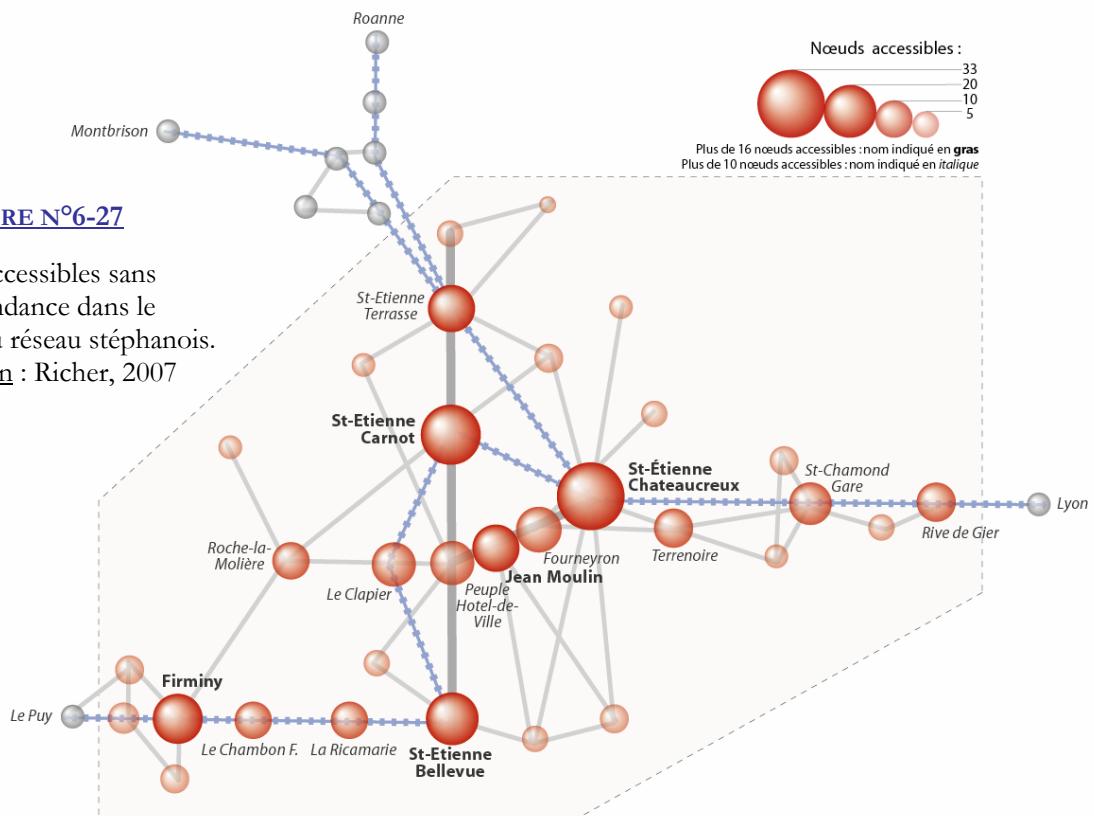 Roanne
Nœuds accessibles :
33
20
10
5
Montbrison
Plus de 16 nœuds accessibles : nom indiqué en gras
Plus de 10 nœuds accessibles : nom indiqué en italique
RE N°6-27
ccessibles sans
ndance dans le
u réseau stéphanois.
n : Richer, 2007
St-Etienne
Terrasse
St-Etienne
Carnot
St-Étienne
Chateaucreux
St-Chamond
Gare
Lyon
Rive de Gier
Roche-la-
Molière
Fourneyron
Terrenoire
Jean Moulin
Le Clapier
Peuple
Hotel-de-
Ville
Firminy
Le Puy
Le Chambon F.
La Ricamarie
St-Etienne
Bellevue